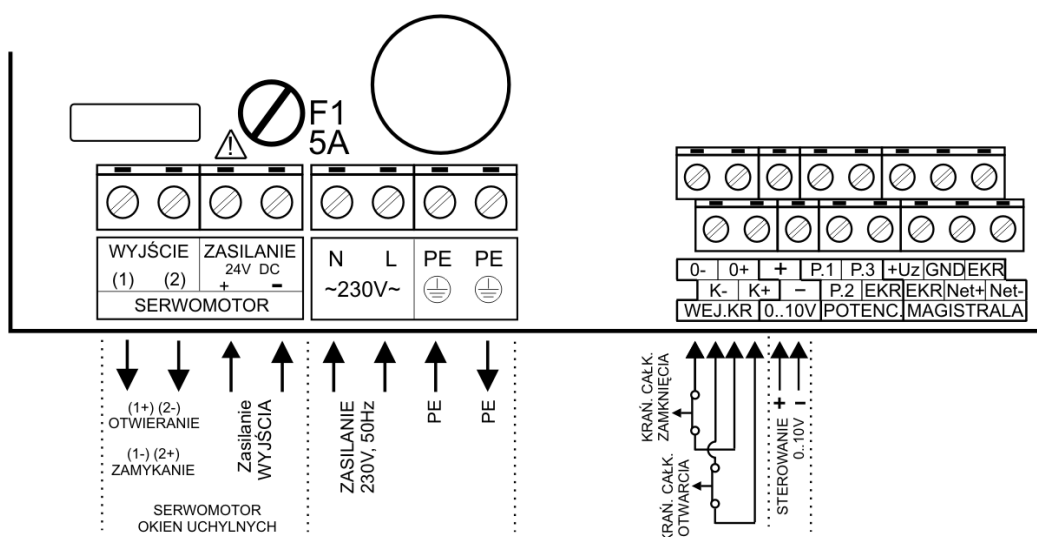 F1
5A
WYJŚCIE
(1) (2)
ZASILANIE
24V DC
+ -
SERWOMOTOR
N L
~230V~
PE PE
0- 0+ + P.1 P.3 +Uz GND EKR
K- K+ - P.2 EKR EKR Net+ Net-
WEJ.KR 0..10V POTENC. MAGISTRALA
(1+) (2-)
OTWIERANIE
(1-) (2+)
ZAMYKANIE
Zasilanie
WYJŚCIA
SERWOMOTOR
OKIEN UCHYLNYCH
ZASILANIE
230V, 50Hz
PE
PE
KRAŃ. CAŁK.
ZAMKNIĘCIA
KRAŃ. CAŁK.
OTWARCIA
STEROWANIE + -
0..10V